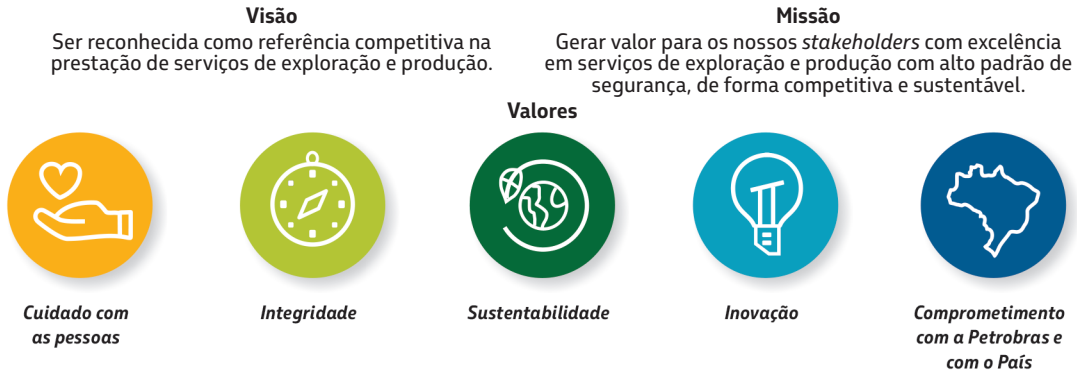 Visão
Ser reconhecida como referência competitiva na
prestação de serviços de exploração e produção.
Missão
Gerar valor para os nossos stakeholders com excelência
em serviços de exploração e produção com alto padrão de
segurança, de forma competitiva e sustentável.
Valores
Cuidado com
as pessoas
Integridade
Sustentabilidade
Inovação
Comprometimento
com a Petrobras e
com o País